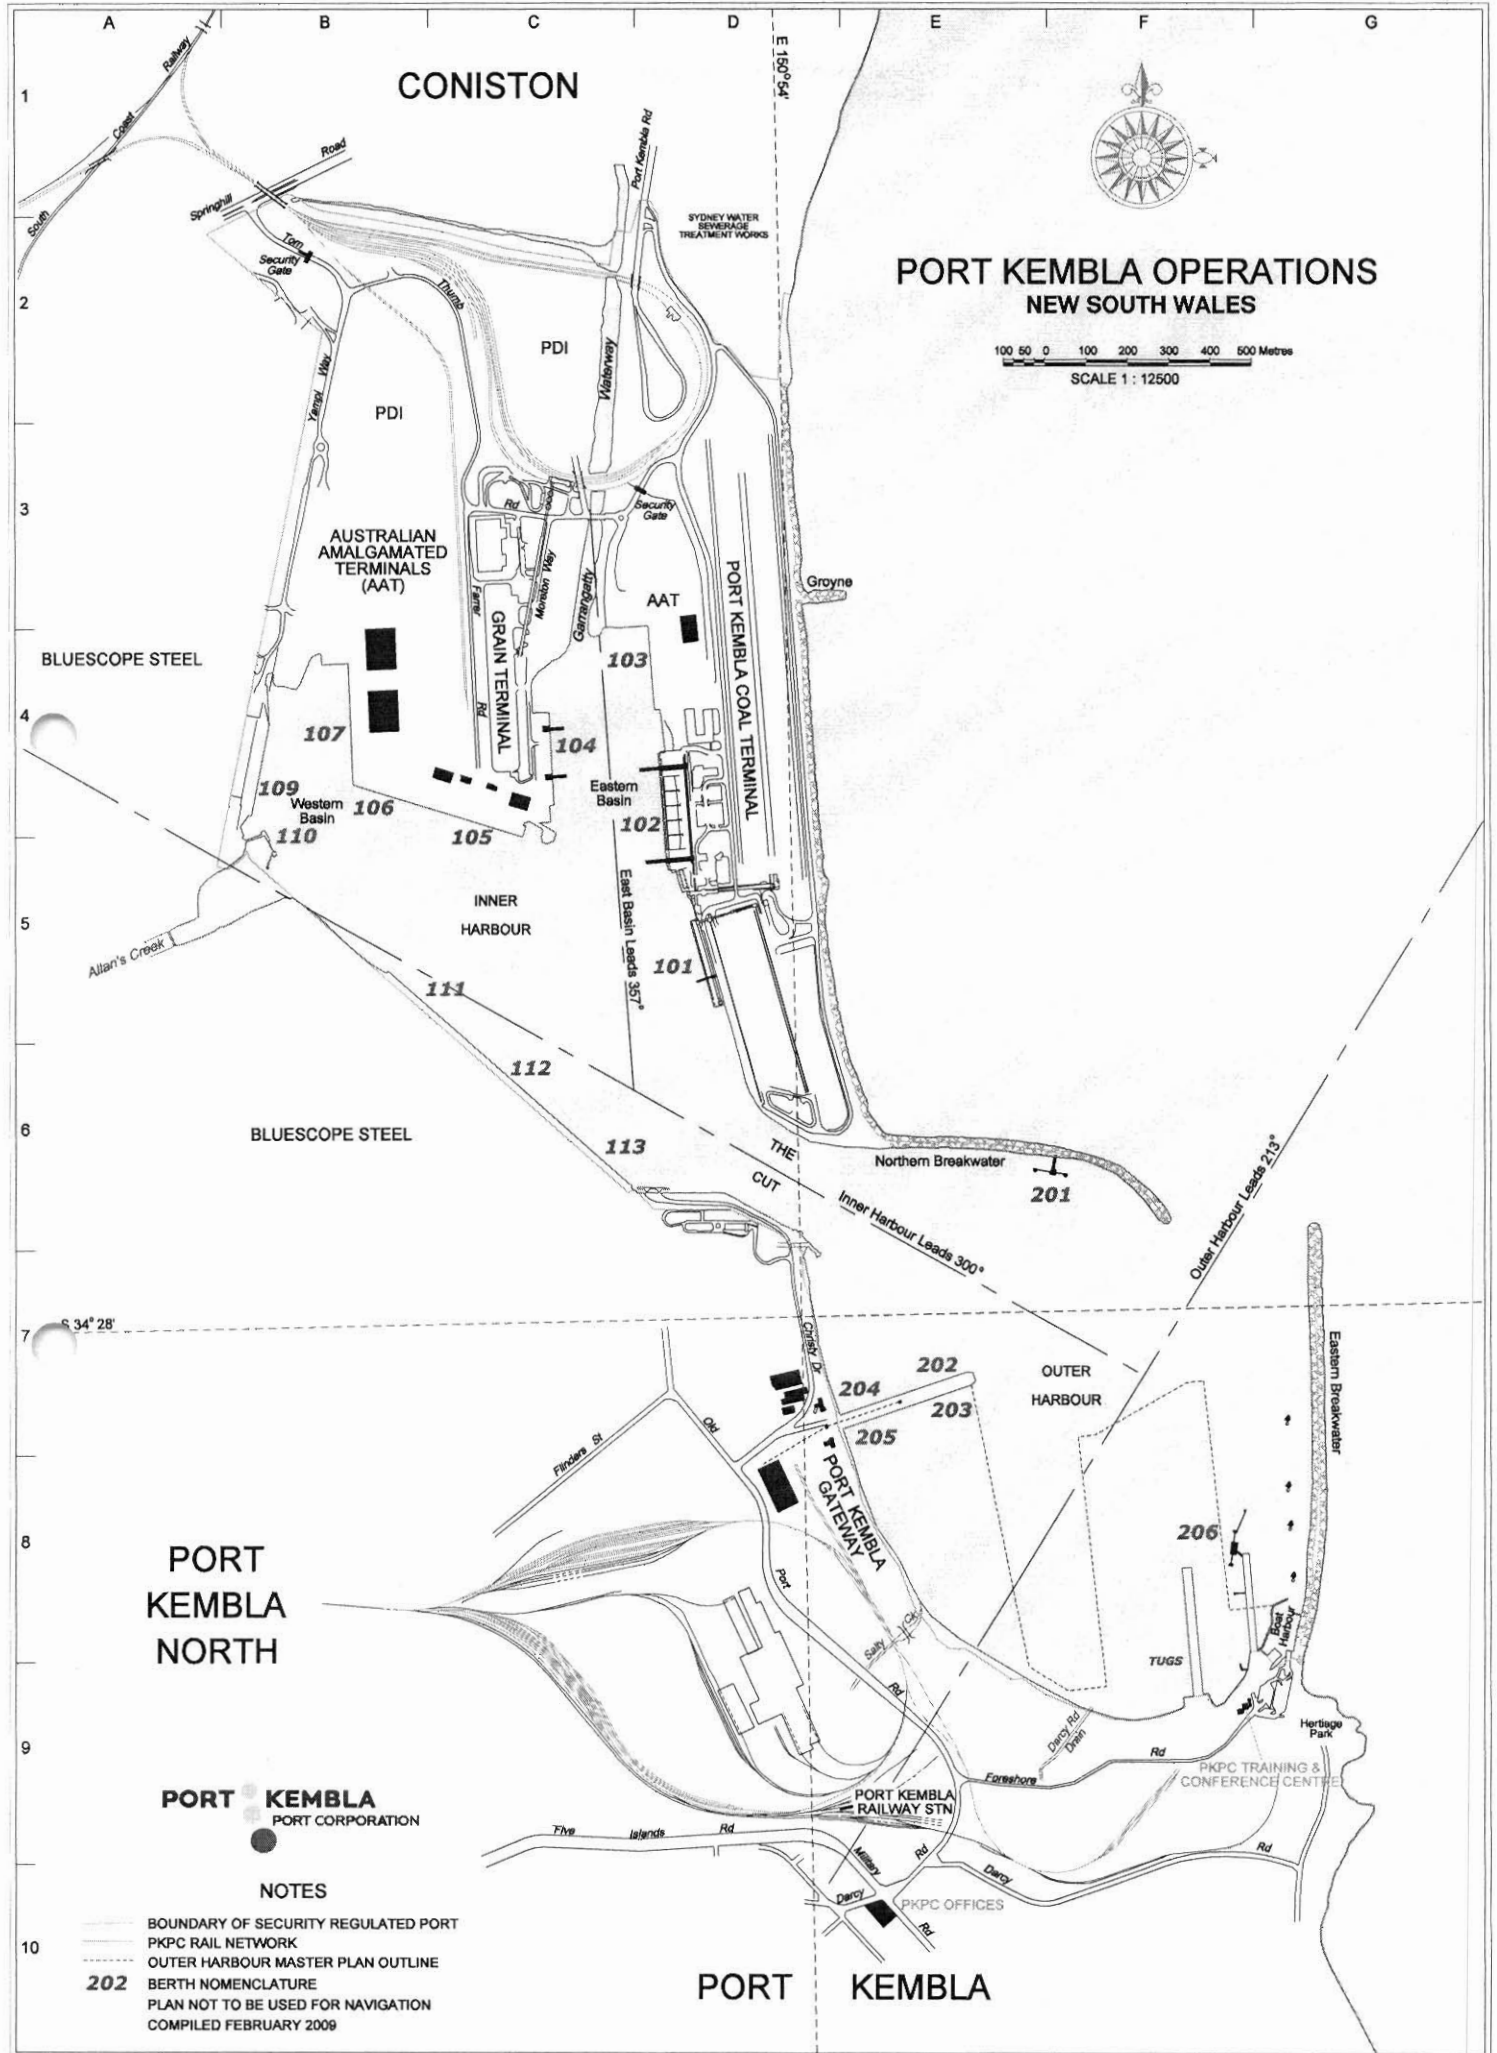 A B C D E F G
1
2
3
4
5
6
7
8
9
10
CONISTON
E 150°54'
South Coast Railway
Springhill Road
Port Kembla Rd
SYDNEY WATER
SEWERAGE
TREATMENT WORKS
Tom
Thumb
Security
Gate
PORT KEMBLA OPERATIONS
NEW SOUTH WALES
100 50 0 100 200 300 400 500 Metres
SCALE 1 : 12500
PDI
PDI
Waterway
Yampi Way
Rd
Security
Gate
AUSTRALIAN
AMALGAMATED
TERMINALS
(AAT)
Farrer
Rd
Moreton Way
Garrangatty
AAT
GRAIN TERMINAL
PORT KEMBLA COAL TERMINAL
Groyne
BLUESCOPE STEEL
103
107
104
109
Western
Basin
106
110
105
Eastern
Basin
102
INNER
HARBOUR
East Basin Leads 357°
Allan's Creek
101
111
112
BLUESCOPE STEEL
113
THE
CUT
Northern Breakwater
201
Inner Harbour Leads 300°
Outer Harbour Leads 213°
S 34° 28'
Christy Dr
Eastern Breakwater
202
204
203
205
OUTER
HARBOUR
Flinders St
Old
Port
Rd
PORT KEMBLA
GATEWAY
206
PORT
KEMBLA
NORTH
Salty Ck
Boat
Harbour
TUGS
Darcy Rd
Drain
Heritage
Park
Foreshore
Rd
PKPC TRAINING &
CONFERENCE CENTRE
PORT KEMBLA
RAILWAY STN
PORT KEMBLA
PORT CORPORATION
Five Islands Rd
Military
Rd
Darcy
Rd
Darcy
Rd
PKPC OFFICES
NOTES
BOUNDARY OF SECURITY REGULATED PORT
PKPC RAIL NETWORK
OUTER HARBOUR MASTER PLAN OUTLINE
202 BERTH NOMENCLATURE
PLAN NOT TO BE USED FOR NAVIGATION
COMPILED FEBRUARY 2009
PORT KEMBLA